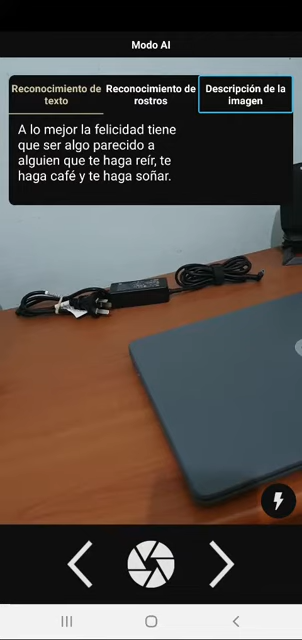 Modo AI
Reconocimiento de texto
Reconocimiento de rostros
Descripción de la imagen
A lo mejor la felicidad tiene
que ser algo parecido a
alguien que te haga reír, te
haga café y te haga soñar.